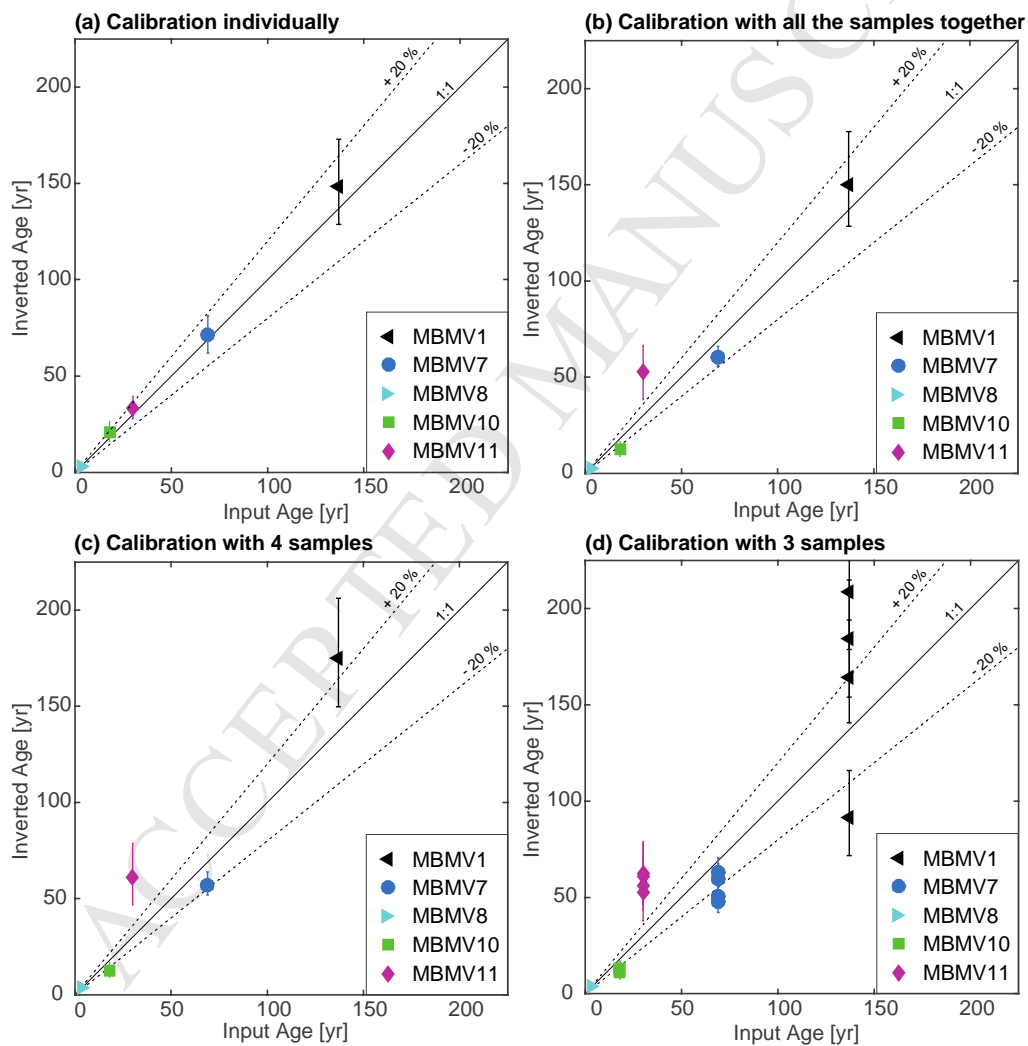 (a) Calibration individually
(b) Calibration with all the samples together
+ 20 %
1:1
- 20 %
200
150
100
50
0
Inverted Age [yr]
MBMV1
MBMV7
MBMV8
MBMV10
MBMV11
0 50 100 150 200
Input Age [yr]
+ 20 %
1:1
- 20 %
200
150
100
50
0
Inverted Age [yr]
MBMV1
MBMV7
MBMV8
MBMV10
MBMV11
0 50 100 150 200
Input Age [yr]
(c) Calibration with 4 samples
(d) Calibration with 3 samples
+ 20 %
1:1
- 20 %
200
150
100
50
0
Inverted Age [yr]
MBMV1
MBMV7
MBMV8
MBMV10
MBMV11
0 50 100 150 200
Input Age [yr]
+ 20 %
1:1
- 20 %
200
150
100
50
0
Inverted Age [yr]
MBMV1
MBMV7
MBMV8
MBMV10
MBMV11
0 50 100 150 200
Input Age [yr]
ACCEPTED MANUSC